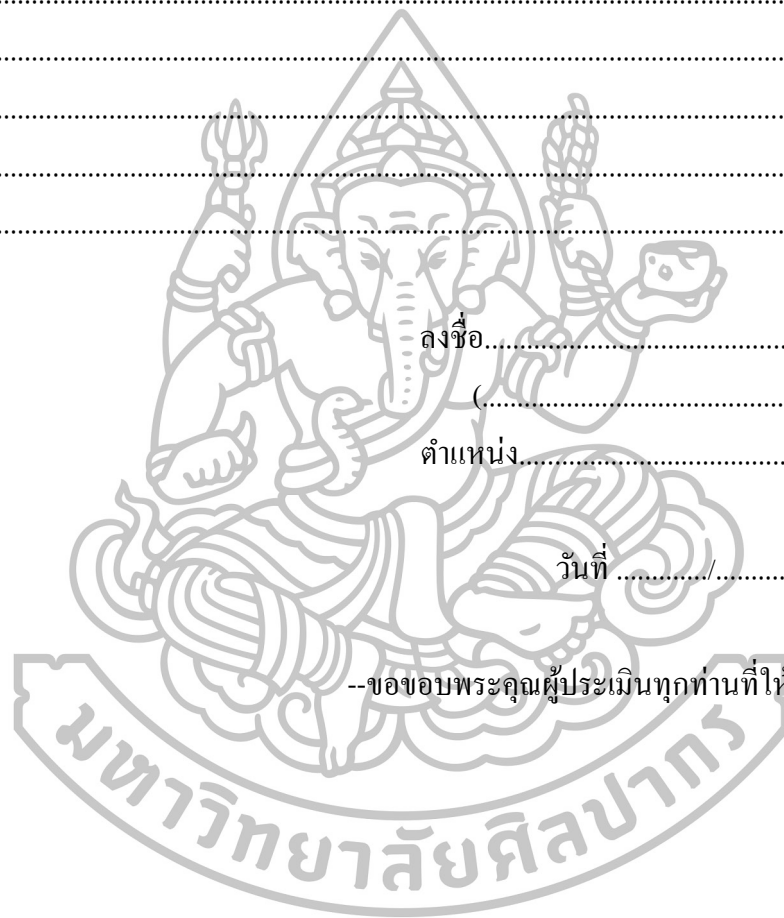 ........................................................................................................................
........................................................................................................................
........................................................................................................................
........................................................................................................................
........................................................................................................................
ลงชื่อ..........................................
(...........................................
ตำแหน่ง.....................................
วันที่ ............./..........
--ขอขอบพระคุณผู้ประเมินทุกท่านที่ให้
มหาวิทยาลัยศิลปากร